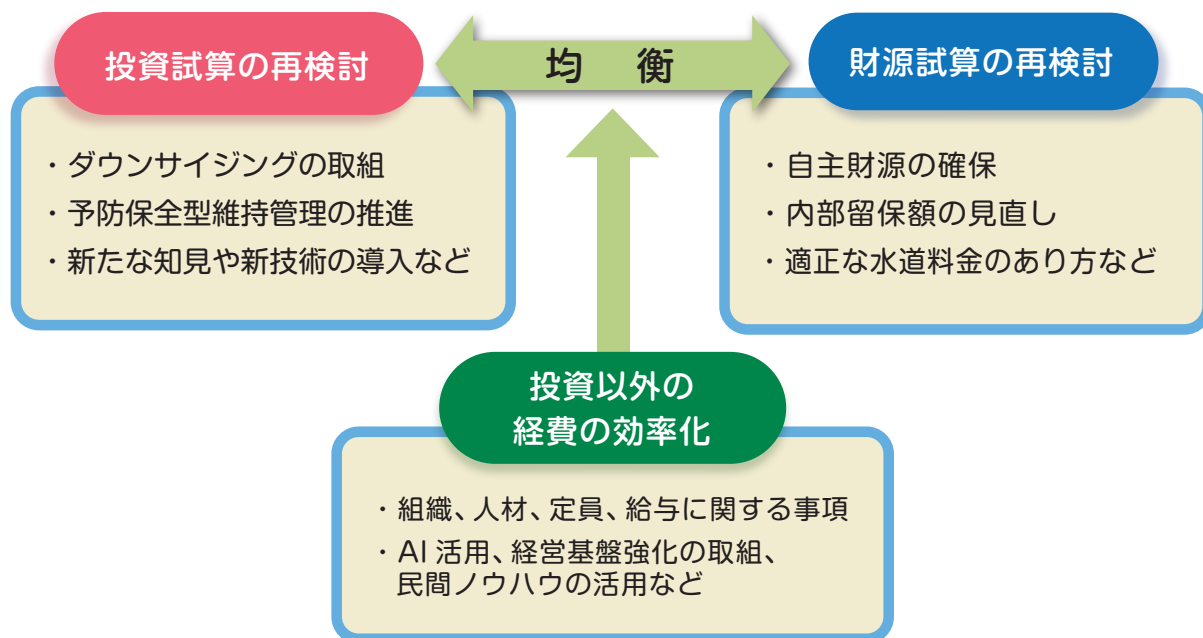 投資試算の再検討
均 衡
財源試算の再検討
・ダウンサイジングの取組
・予防保全型維持管理の推進
・新たな知見や新技術の導入など
・自主財源の確保
・内部留保額の見直し
・適正な水道料金のあり方など
投資以外の
経費の効率化
・組織、人材、定員、給与に関する事項
・AI 活用、経営基盤強化の取組、
民間ノウハウの活用など